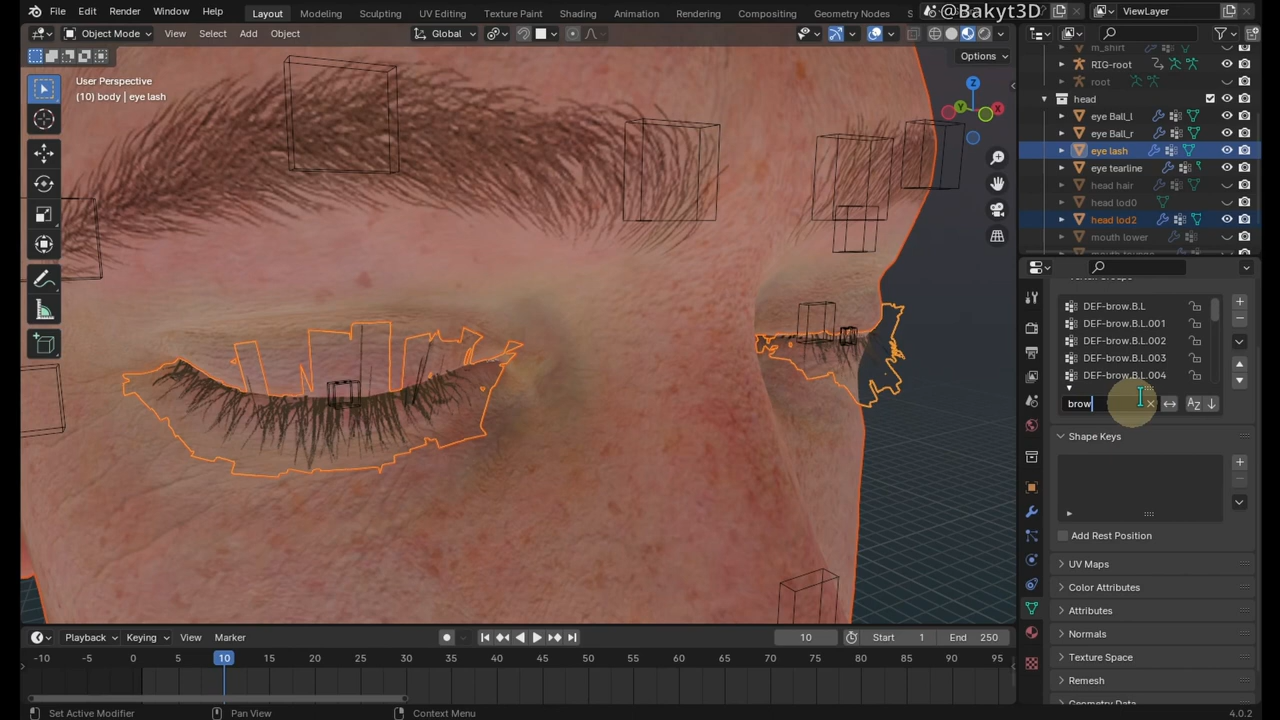 File Edit Render Window Help Layout Modeling Sculpting UV Editing Texture Paint Shading Animation Rendering Compositing Geometry Nodes S @Bakyt3D ViewLayer
Object Mode View Select Add Object Global
Options
User Perspective
(10) body | eye lash
Z
Y
X
m_shirt
RIG-root
root
head
eye Ball_l
eye Ball_r
eye lash
eye tearline
head hair
head lod0
head lod2
mouth lower
DEF-brow.B.L
DEF-brow.B.L.001
DEF-brow.B.L.002
DEF-brow.B.L.003
DEF-brow.B.L.004
brow
Shape Keys
Add Rest Position
UV Maps
Color Attributes
Attributes
Normals
Texture Space
Remesh
Playback Keying View Marker 10 Start 1 End 250
-10 -5 0 5 10 15 20 25 30 35 40 45 50 55 60 65 70 75 80 85 90 95
Set Active Modifier Pan View Context Menu 4.0.2